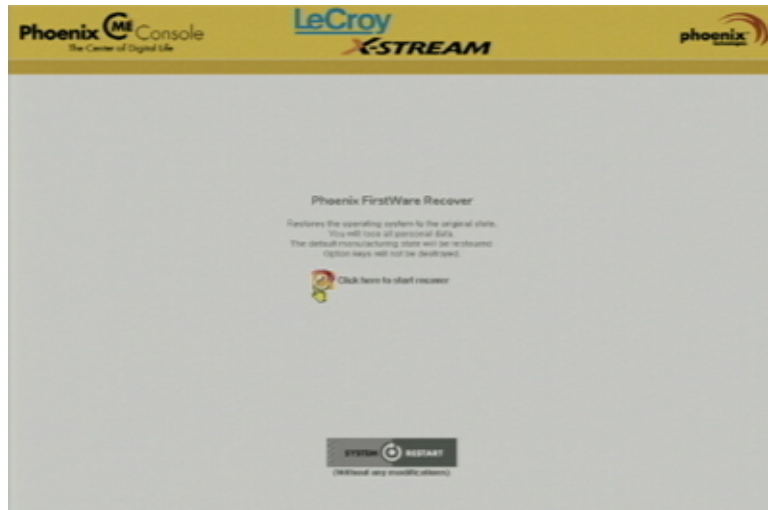 Phoenix CME Console
The Center of Digital Life
LeCroy
X-STREAM
phoenix
technologies
Phoenix FirstWare Recover
Restores the operating system to the original state.
You will lose all personal data.
The default manufacturing state will be restored
Option keys will not be destroyed.
Click here to start recover
SYSTEM RESTART
(Without any modifications)